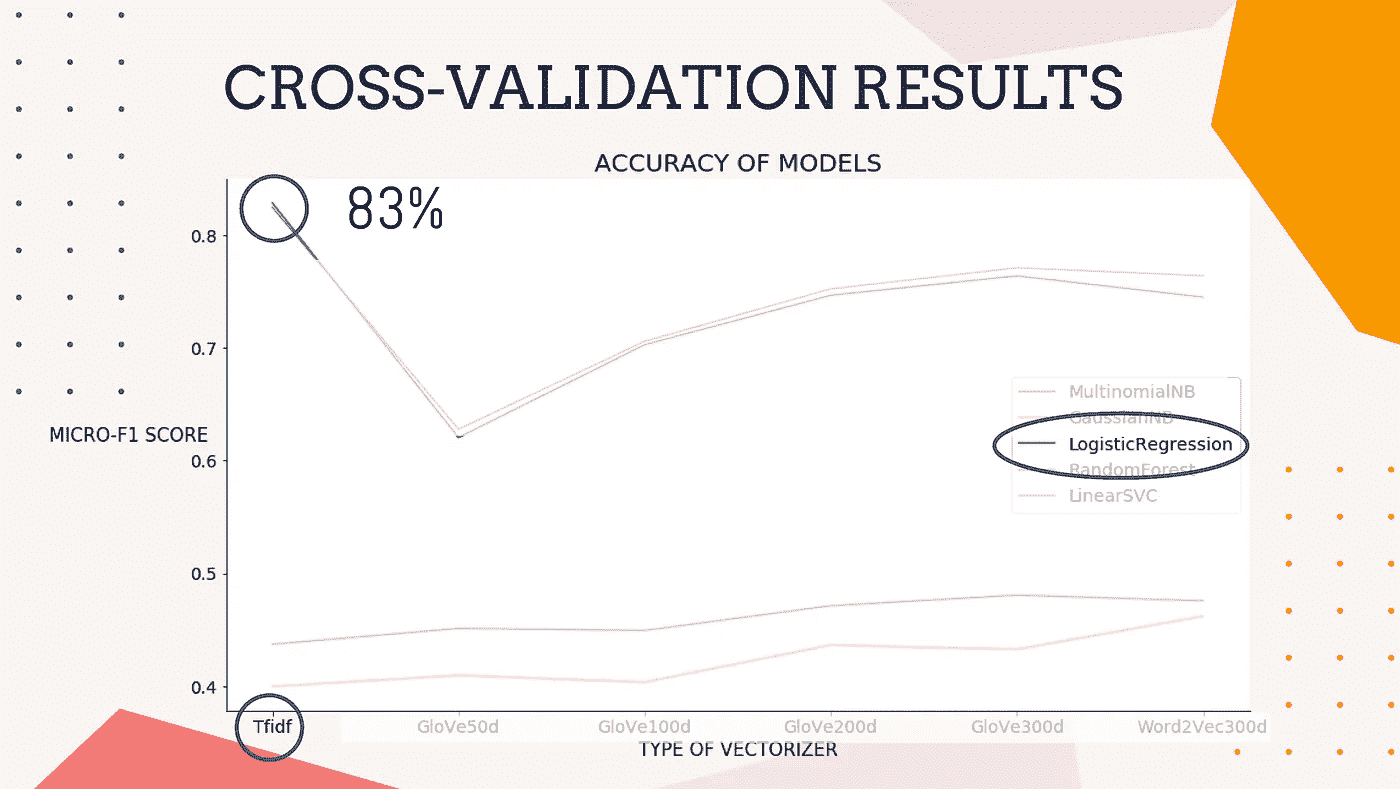 CROSS-VALIDATION RESULTS
ACCURACY OF MODELS
83%
0.8
0.7
MultinomialNB
GaussianNB
MICRO-F1 SCORE
LogisticRegression
0.6
RandomForest
LinearSVC
0.5
0.4
Tfidf GloVe50d GloVe100d GloVe200d GloVe300d Word2Vec300d
TYPE OF VECTORIZER